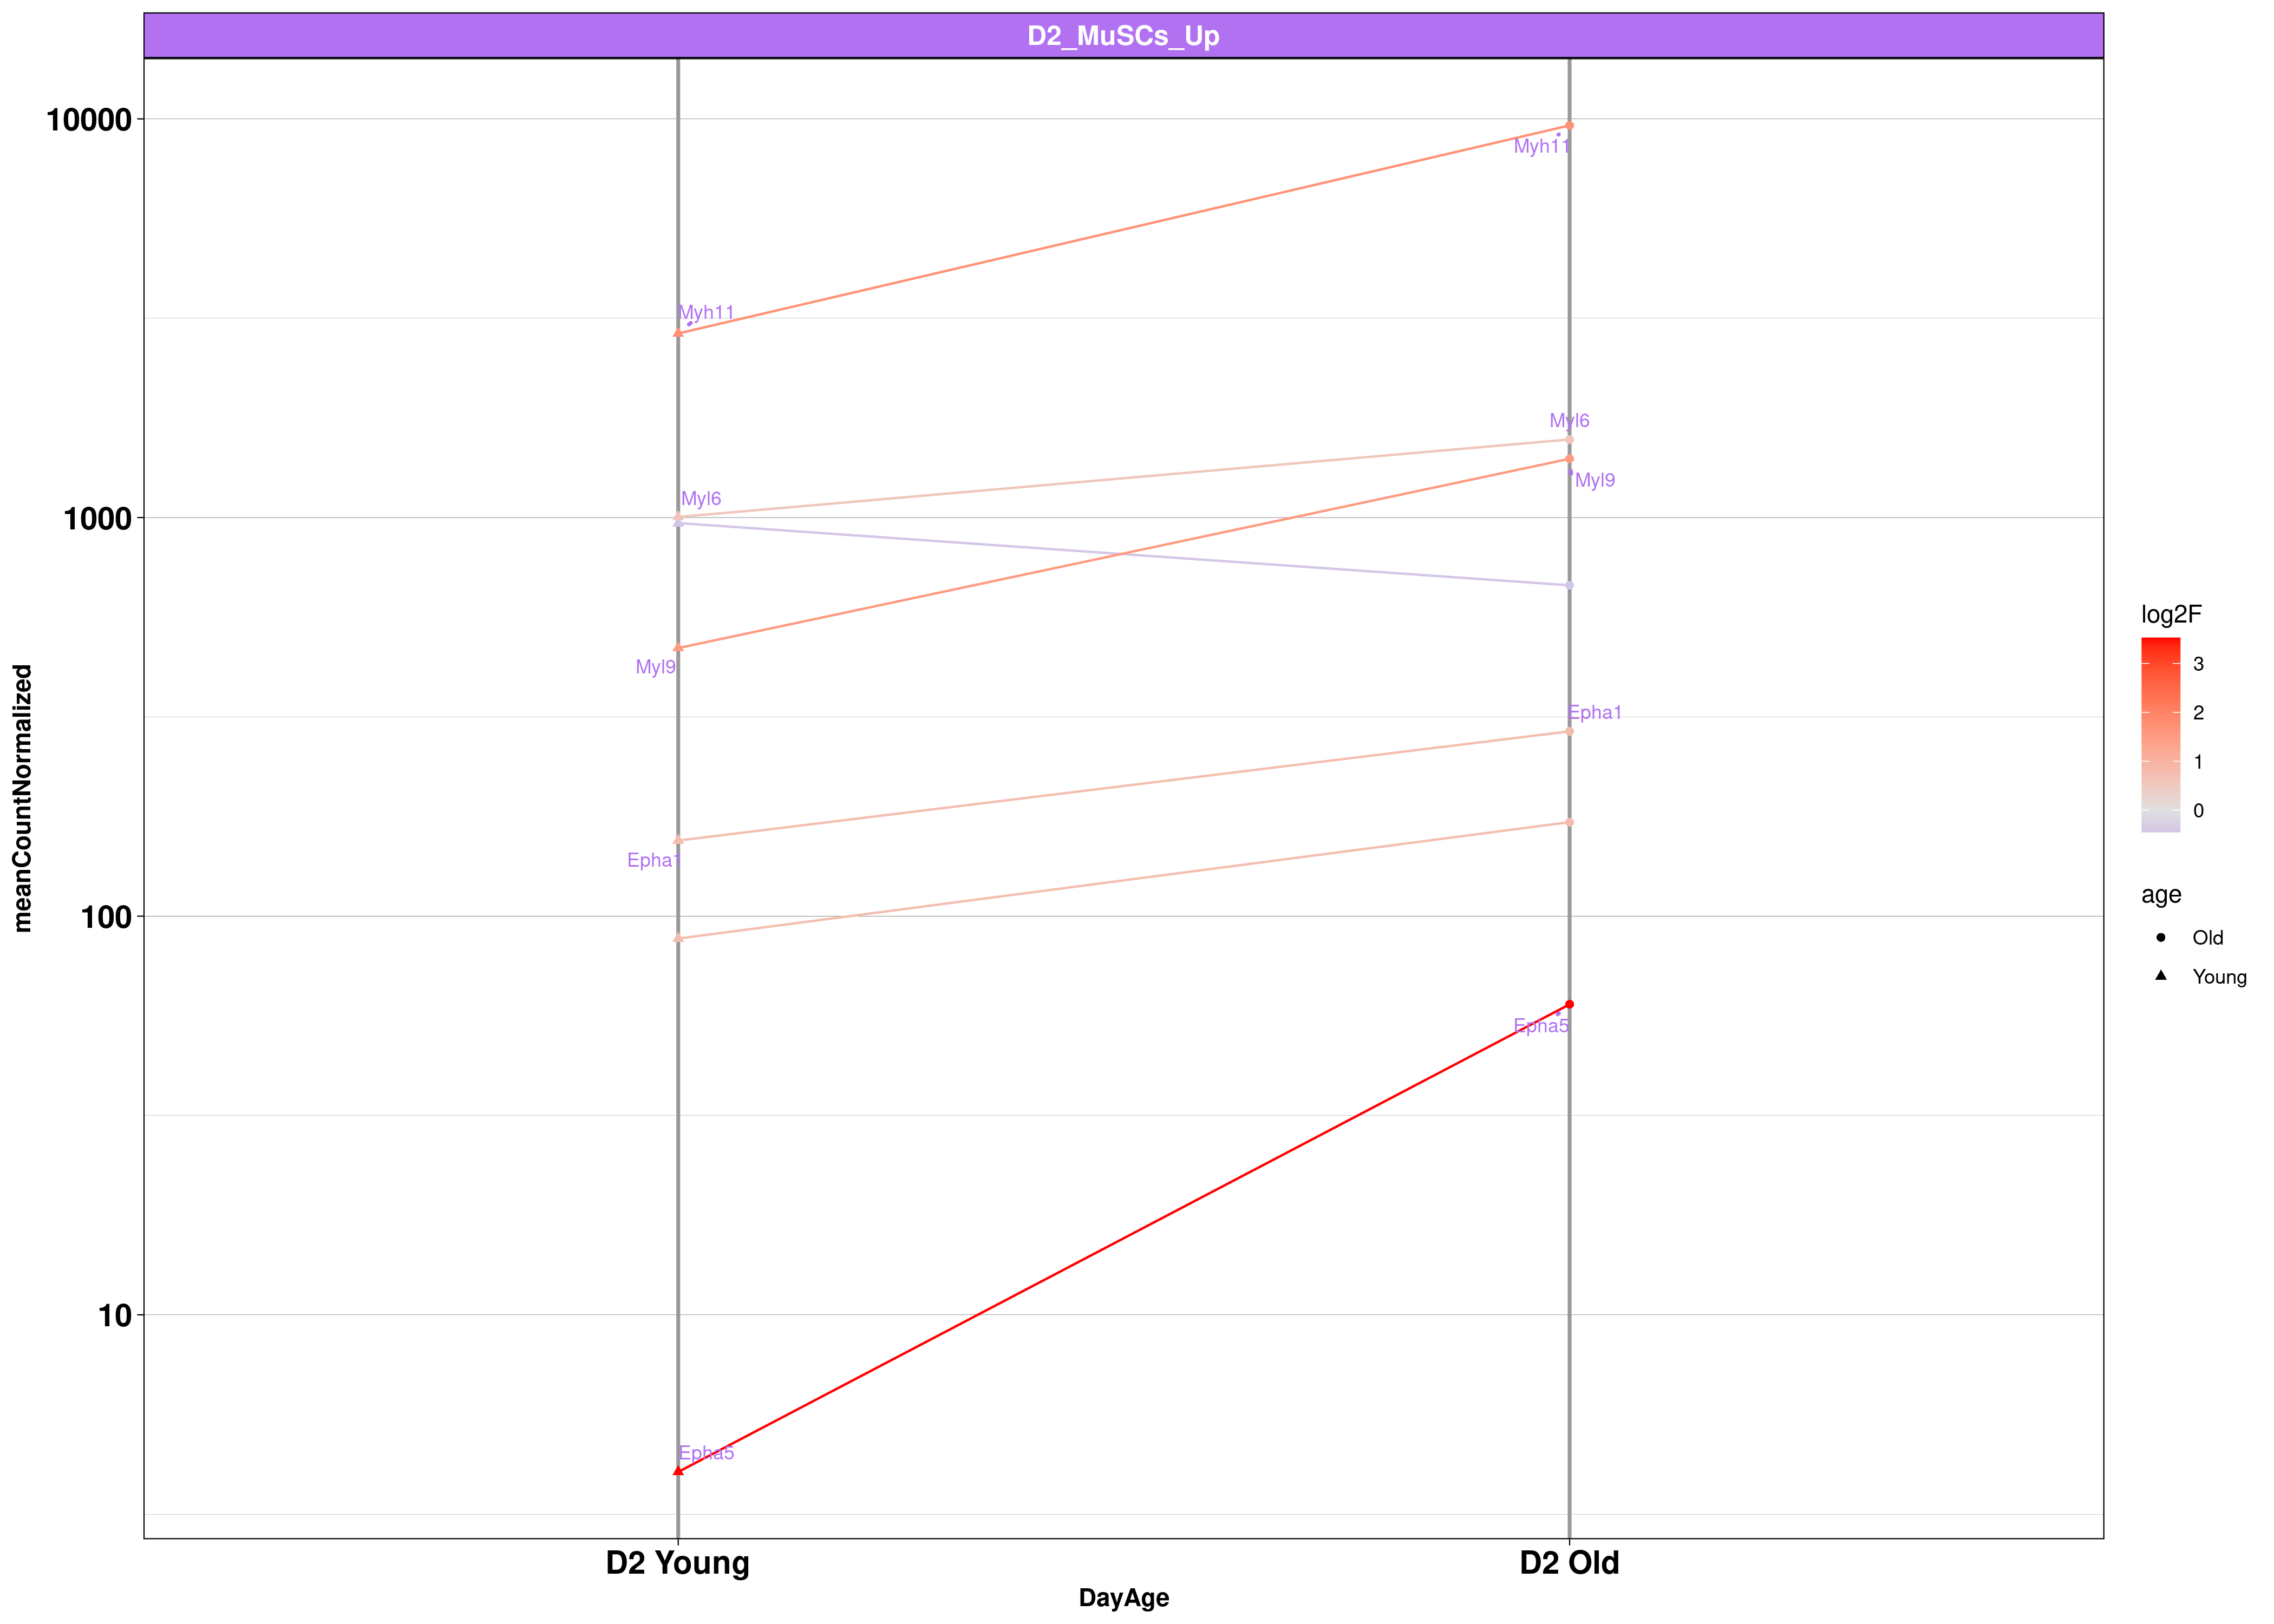 D2_MuSCs_Up
10000
1000
100
10
meanCountNormalized
Myh11
Myh11
Myl6
Myl6
Myl9
Myl9
Epha1
Epha1
Epha5
Epha5
D2 Young
D2 Old
DayAge
log2F
3
2
1
0
age
Old
Young